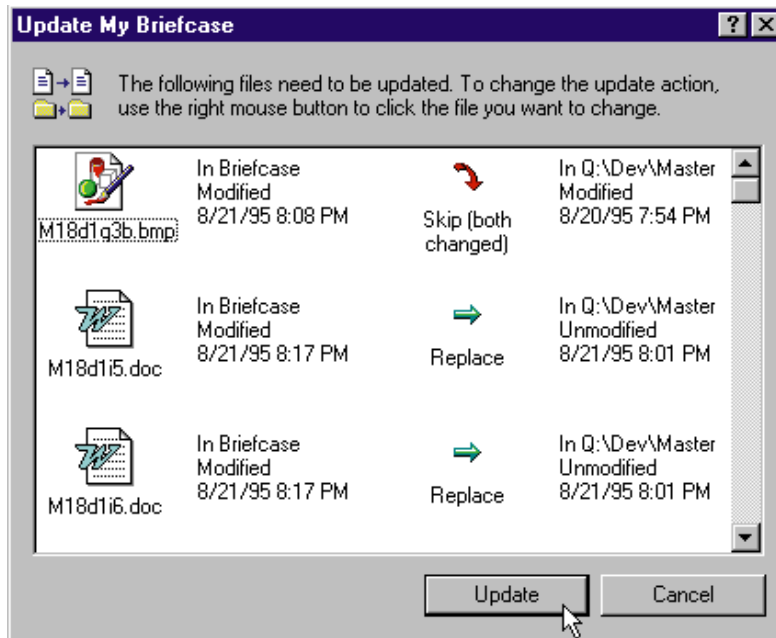 Update My Briefcase
The following files need to be updated. To change the update action,
use the right mouse button to click the file you want to change.
M18d1g3b.bmp
In Briefcase
Modified
8/21/95 8:08 PM
Skip (both
changed)
In Q:\Dev\Master
Modified
8/20/95 7:54 PM
M18d1i5.doc
In Briefcase
Modified
8/21/95 8:17 PM
Replace
In Q:\Dev\Master
Unmodified
8/21/95 8:01 PM
M18d1i6.doc
In Briefcase
Modified
8/21/95 8:17 PM
Replace
In Q:\Dev\Master
Unmodified
8/21/95 8:01 PM
Update
Cancel